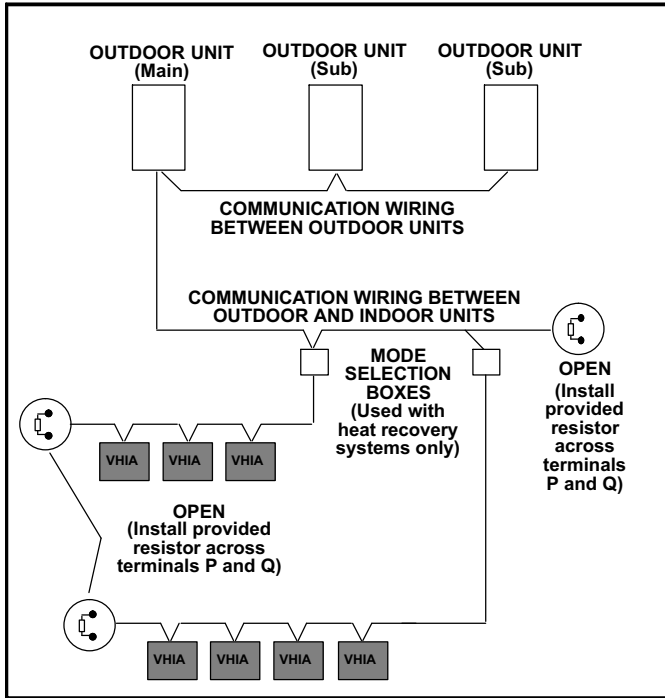 OUTDOOR UNIT
(Main)
OUTDOOR UNIT
(Sub)
OUTDOOR UNIT
(Sub)
COMMUNICATION WIRING
BETWEEN OUTDOOR UNITS
COMMUNICATION WIRING BETWEEN
OUTDOOR AND INDOOR UNITS
MODE
SELECTION
BOXES
(Used with
heat recovery
systems only)
OPEN
(Install
provided
resistor
across
terminals
P and Q)
VHIA
VHIA
VHIA
OPEN
(Install provided
resistor across
terminals P and Q)
VHIA
VHIA
VHIA
VHIA